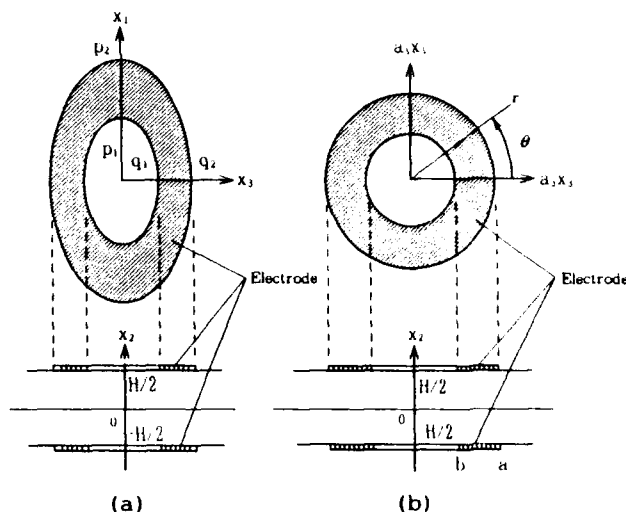 x₁
p₂
p₁
q₁
q₂
x₃
Electrode
x₂
H/2
0
-H/2
(a)
a₁x₁
r
θ
a₃x₃
Electrode
x₂
H/2
0
H/2
b
a
(b)